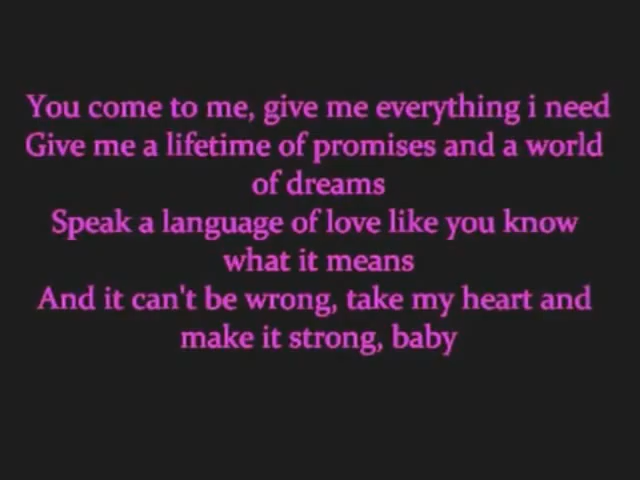 You come to me, give me everything i need
Give me a lifetime of promises and a world
of dreams
Speak a language of love like you know
what it means
And it can't be wrong, take my heart and
make it strong, baby